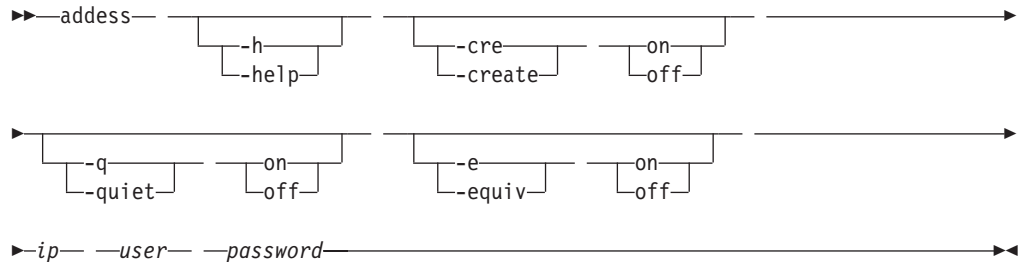 addess -h -cre on
-help -create off
-q on -e on
-quiet off -equiv off
ip user password